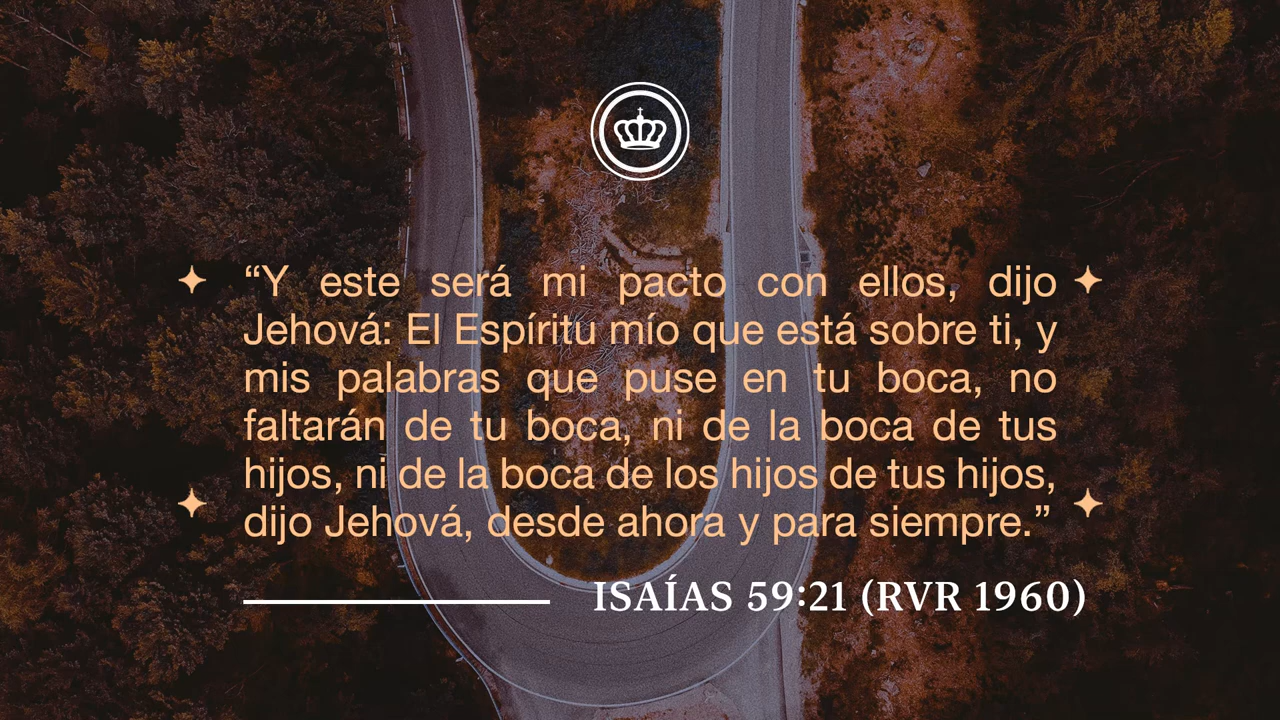 “Y este será mi pacto con ellos, dijo
Jehová: El Espíritu mío que está sobre ti, y
mis palabras que puse en tu boca, no
faltarán de tu boca, ni de la boca de tus
hijos, ni de la boca de los hijos de tus hijos,
dijo Jehová, desde ahora y para siempre.”
ISAÍAS 59:21 (RVR 1960)